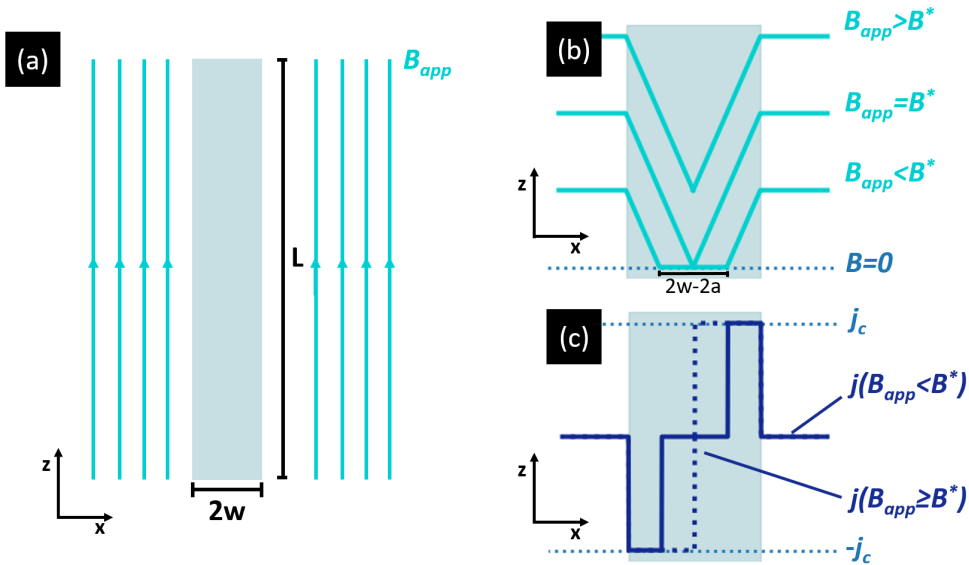 (a)
B_app
L
2w
z
x
(b)
B_app>B*
B_app=B*
B_app<B*
B=0
2w-2a
z
x
(c)
j_c
j(B_app<B*)
j(B_app≥B*)
-j_c
z
x